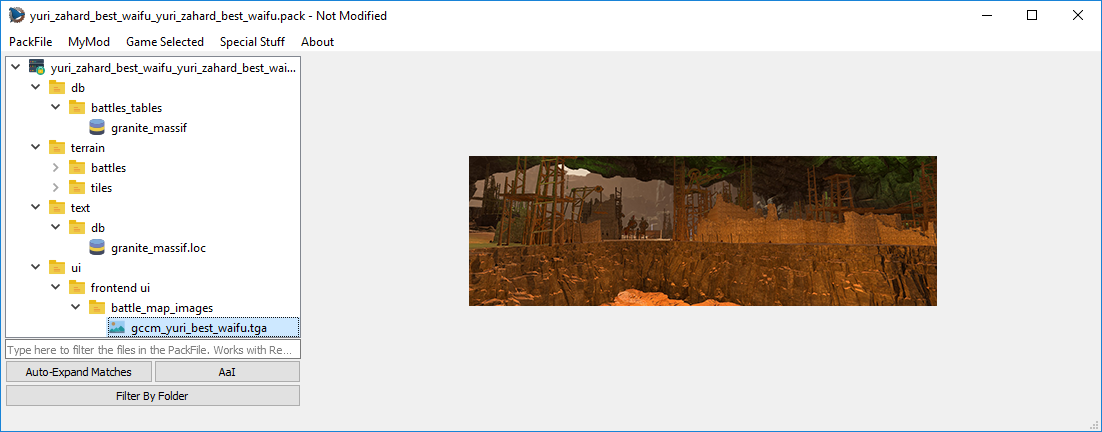 yuri_zahard_best_waifu_yuri_zahard_best_waifu.pack - Not Modified
PackFile MyMod Game Selected Special Stuff About
yuri_zahard_best_waifu_yuri_zahard_best_wai...
db
battles_tables
granite_massif
terrain
battles
tiles
text
db
granite_massif.loc
ui
frontend ui
battle_map_images
gccm_yuri_best_waifu.tga
Type here to filter the files in the PackFile. Works with Re...
Auto-Expand Matches AaI
Filter By Folder